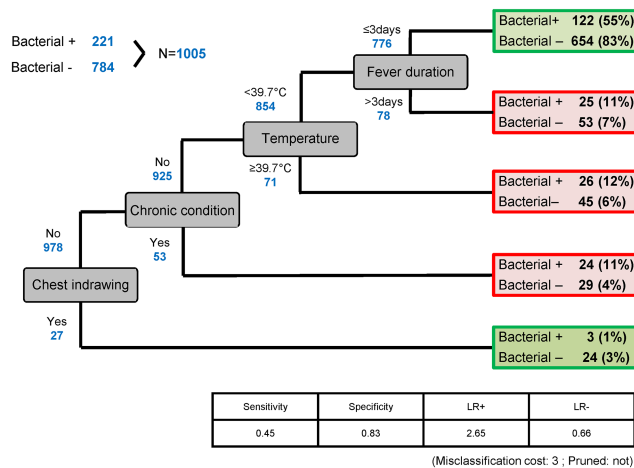 Bacterial + 221
Bacterial - 784
N=1005
≤3days
776
Bacterial+ 122 (55%)
Bacterial – 654 (83%)
Fever duration
<39.7°C
854
>3days
78
Bacterial + 25 (11%)
Bacterial – 53 (7%)
Temperature
No
925
≥39.7°C
71
Bacterial + 26 (12%)
Bacterial– 45 (6%)
Chronic condition
No
978
Yes
53
Bacterial + 24 (11%)
Bacterial – 29 (4%)
Chest indrawing
Yes
27
Bacterial + 3 (1%)
Bacterial – 24 (3%)
Sensitivity Specificity LR+ LR-
0.45 0.83 2.65 0.66
(Misclassification cost: 3 ; Pruned: not)